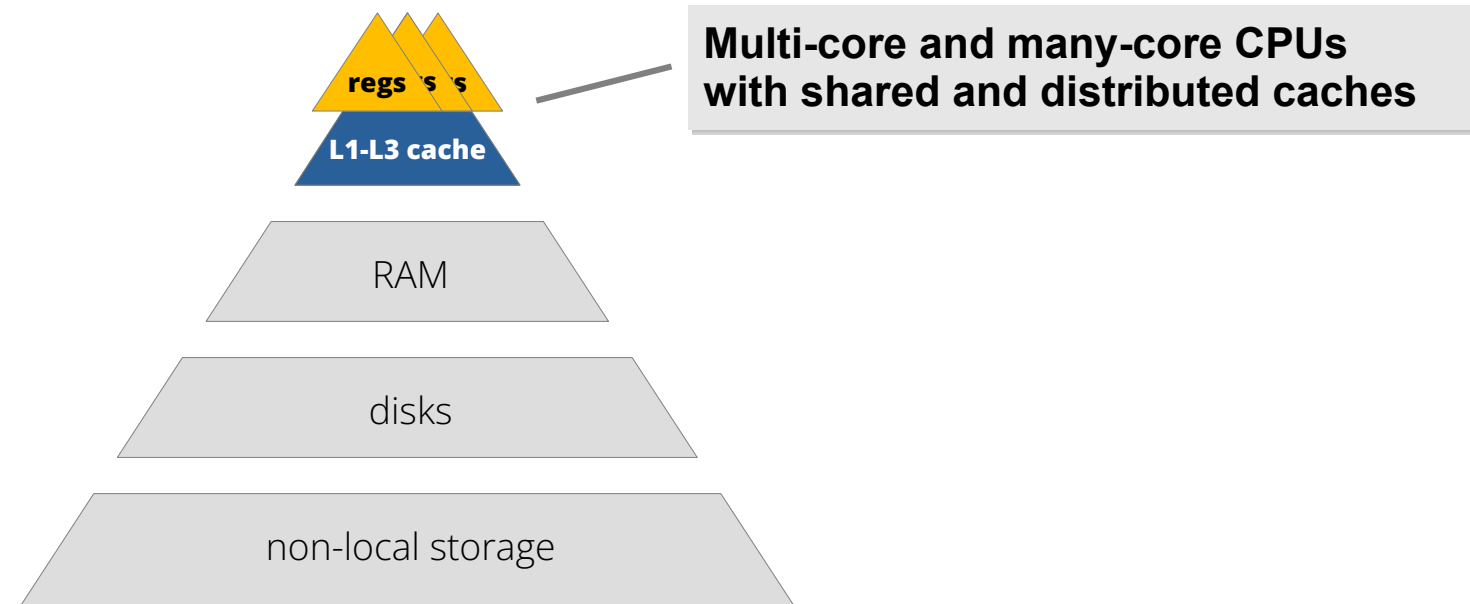 Multi-core and many-core CPUs
with shared and distributed caches
regs s s
L1-L3 cache
RAM
disks
non-local storage